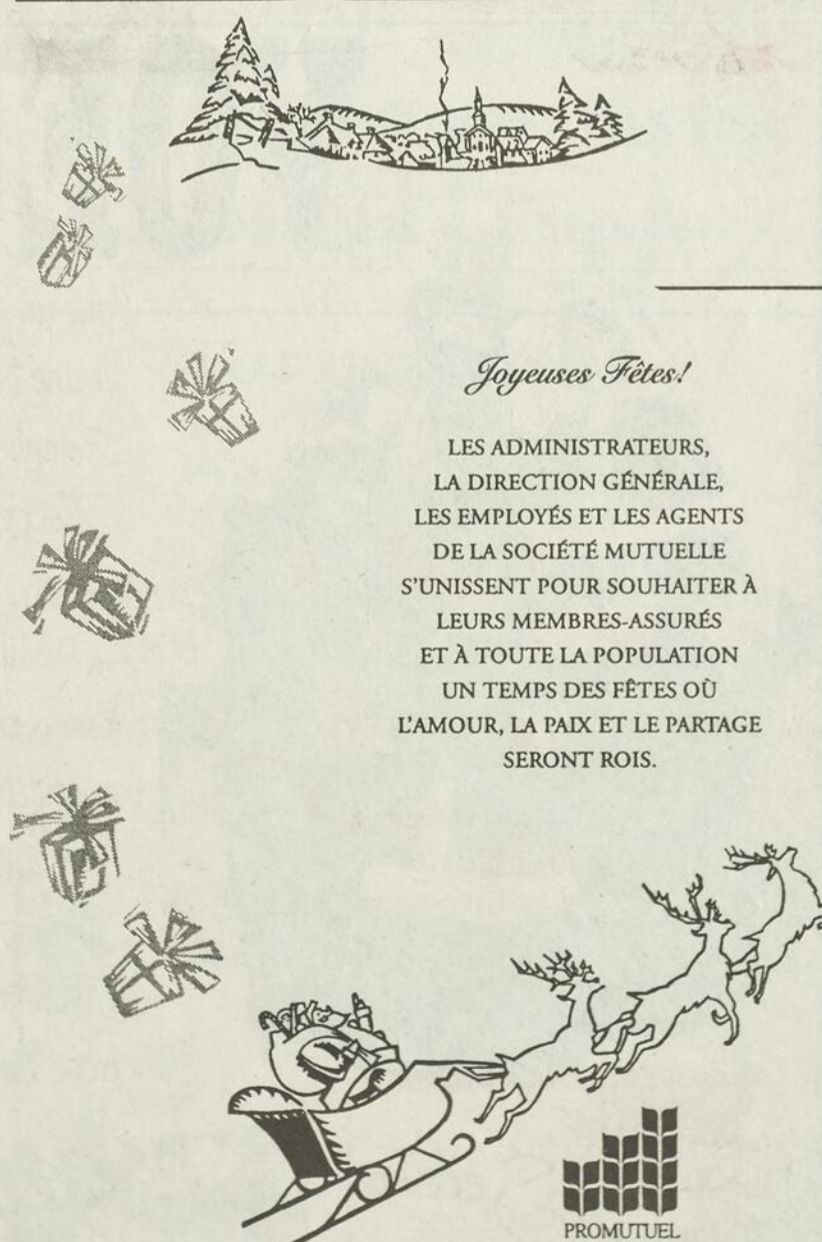 Joyeuses Fêtes!
LES ADMINISTRATEURS,
LA DIRECTION GÉNÉRALE,
LES EMPLOYÉS ET LES AGENTS
DE LA SOCIÉTÉ MUTUELLE
S'UNISSENT POUR SOUHAITER À
LEURS MEMBRES-ASSURÉS
ET À TOUTE LA POPULATION
UN TEMPS DES FÊTES OÙ
L'AMOUR, LA PAIX ET LE PARTAGE
SERONT ROIS.
PROMUTUEL